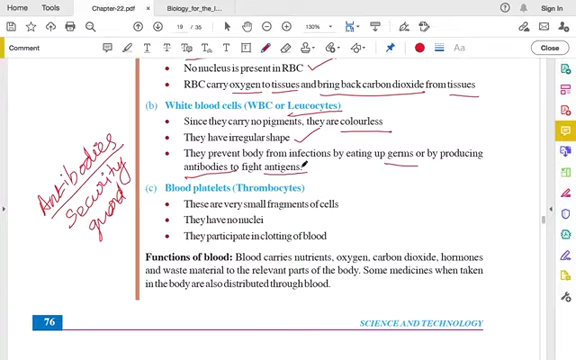 Home
Tools
Chapter-22.pdf
Biology_for_the_I...
Sign In
19 / 35
130%
Comment
Aa
Close
No nucleus is present in RBC
RBC carry oxygen to tissues and bring back carbon dioxide from tissues
(b) White blood cells (WBC or Leucocytes)
Since they carry no pigments, they are colourless
They have irregular shape
They prevent body from infections by eating up germs or by producing
antibodies to fight antigens.
Antibodies
Security
guard
(c) Blood platelets (Thrombocytes)
These are very small fragments of cells
They have no nuclei
They participate in clotting of blood
Functions of blood: Blood carries nutrients, oxygen, carbon dioxide, hormones
and waste material to the relevant parts of the body. Some medicines when taken
in the body are also distributed through blood.
76
SCIENCE AND TECHNOLOGY